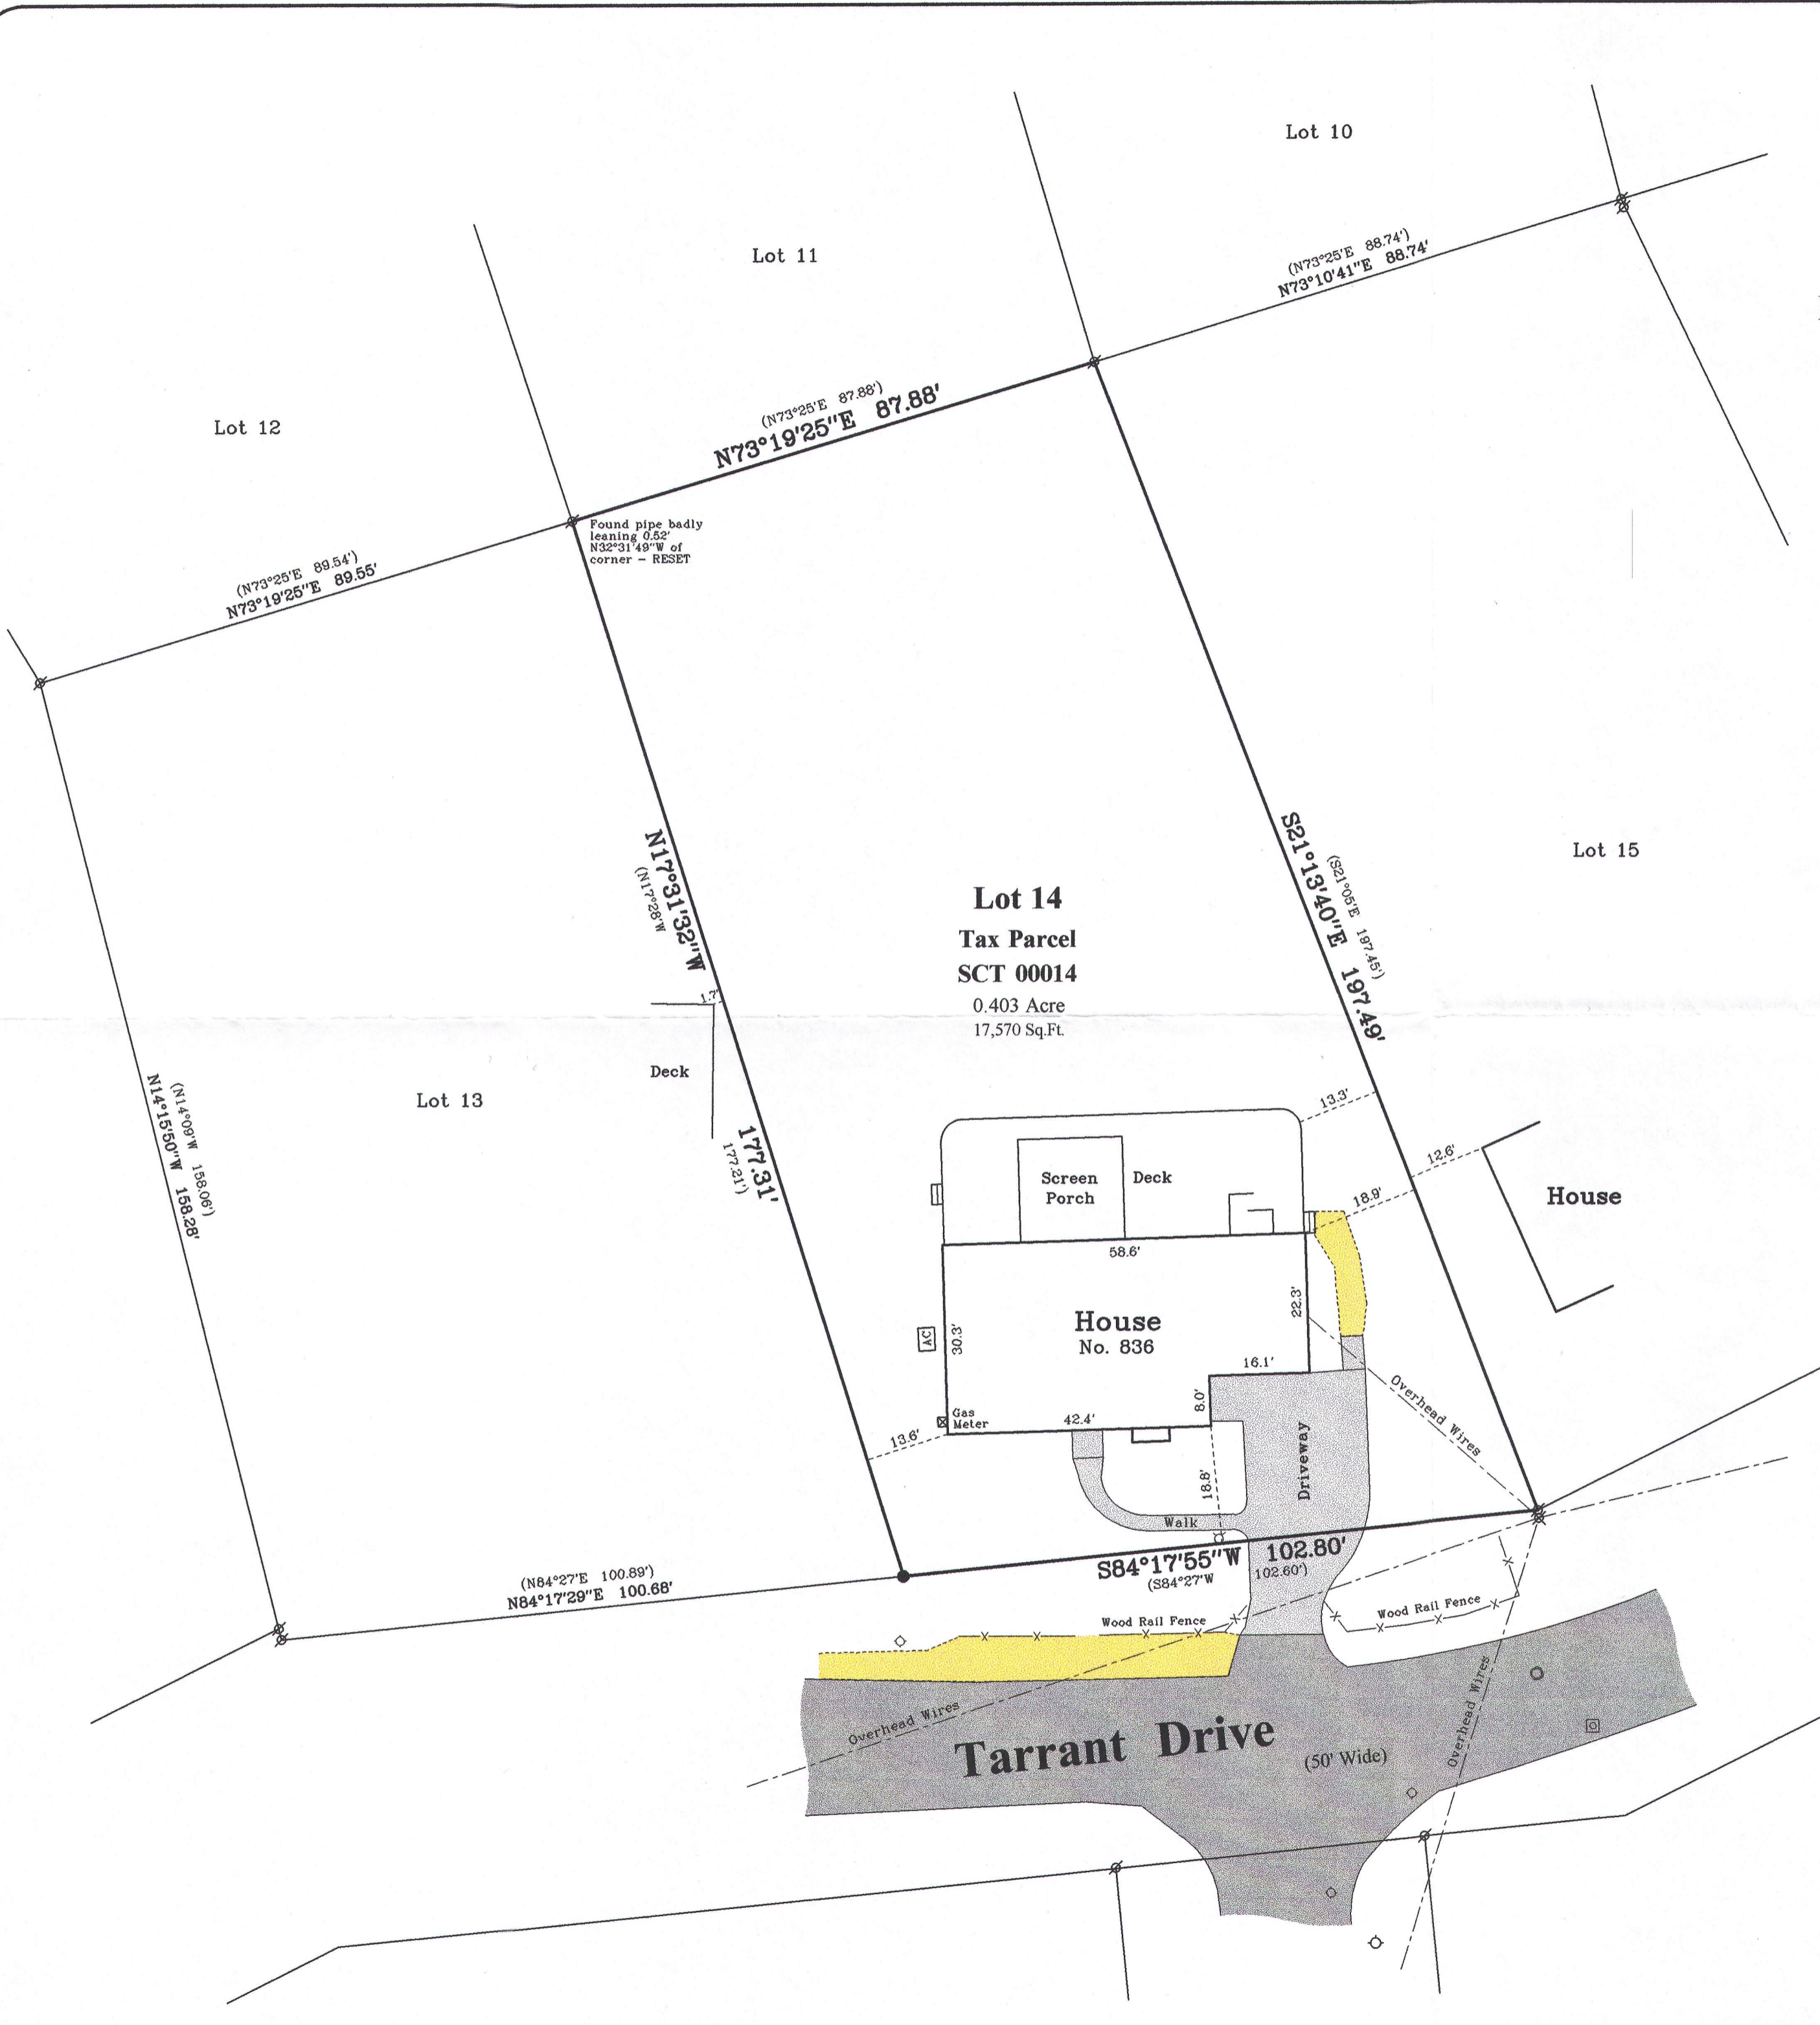 Lot 10
Lot 11
(N73°25'E 88.74')
N73°10'41"E 88.74'
Lot 12
(N73°25'E 87.88')
N73°19'25"E 87.88'
Found pipe badly
leaning 0.52'
N32°31'49"W of
corner - RESET
(N73°25'E 89.54')
N73°19'25"E 89.55'
N17°31'32"W
(N17°28'W
177.31'
177.21')
S21°13'40"E 197.49'
(S21°05'E 197.45')
Lot 15
Lot 14
Tax Parcel
SCT 00014
0.403 Acre
17,570 Sq.Ft.
1.7'
Deck
Lot 13
(N14°09'W 158.06')
N14°15'50"W 158.28'
13.3'
12.6'
18.9'
House
Screen
Porch
Deck
58.6'
House
No. 836
22.3'
30.3'
AC
16.1'
8.0'
42.4'
Gas
Meter
13.6'
18.8'
Driveway
Walk
Overhead Wires
S84°17'55"W 102.80'
(S84°27'W 102.60')
(N84°27'E 100.89')
N84°17'29"E 100.68'
Wood Rail Fence
Wood Rail Fence
Overhead Wires
Overhead Wires
Tarrant Drive
(50' Wide)